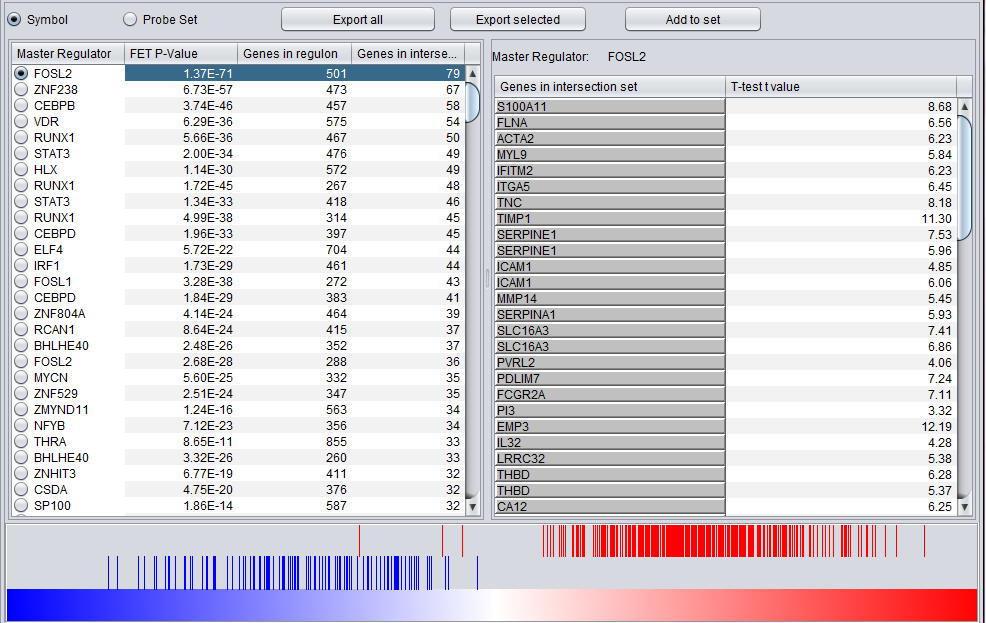 Symbol Probe Set Export all Export selected Add to set
Master Regulator FET P-Value Genes in regulon Genes in interse...
FOSL2 1.37E-71 501 79
ZNF238 6.73E-57 473 67
CEBPB 3.74E-46 457 58
VDR 6.29E-36 575 54
RUNX1 5.66E-36 467 50
STAT3 2.00E-34 476 49
HLX 1.14E-30 572 49
RUNX1 1.72E-45 267 48
STAT3 1.34E-33 418 46
RUNX1 4.99E-38 314 45
CEBPD 1.96E-33 397 45
ELF4 5.72E-22 704 44
IRF1 1.73E-29 461 44
FOSL1 3.28E-38 272 43
CEBPD 1.84E-29 383 41
ZNF804A 4.14E-24 464 39
RCAN1 8.64E-24 415 37
BHLHE40 2.48E-26 352 37
FOSL2 2.68E-28 288 36
MYCN 5.60E-25 332 35
ZNF529 2.51E-24 347 35
ZMYND11 1.24E-16 563 34
NFYB 7.12E-23 356 34
THRA 8.65E-11 855 33
BHLHE40 3.32E-26 260 33
ZNHIT3 6.77E-19 411 32
CSDA 4.75E-20 376 32
SP100 1.86E-14 587 32
Master Regulator: FOSL2
Genes in intersection set T-test t value
S100A11 8.68
FLNA 6.56
ACTA2 6.23
MYL9 5.84
IFITM2 6.23
ITGA5 6.45
TNC 8.18
TIMP1 11.30
SERPINE1 7.53
SERPINE1 5.96
ICAM1 4.85
ICAM1 6.06
MMP14 5.45
SERPINA1 5.93
SLC16A3 7.41
SLC16A3 6.86
PVRL2 4.06
PDLIM7 7.24
FCGR2A 7.11
PI3 3.32
EMP3 12.19
IL32 4.28
LRRC32 5.38
THBD 6.28
THBD 5.37
CA12 6.25